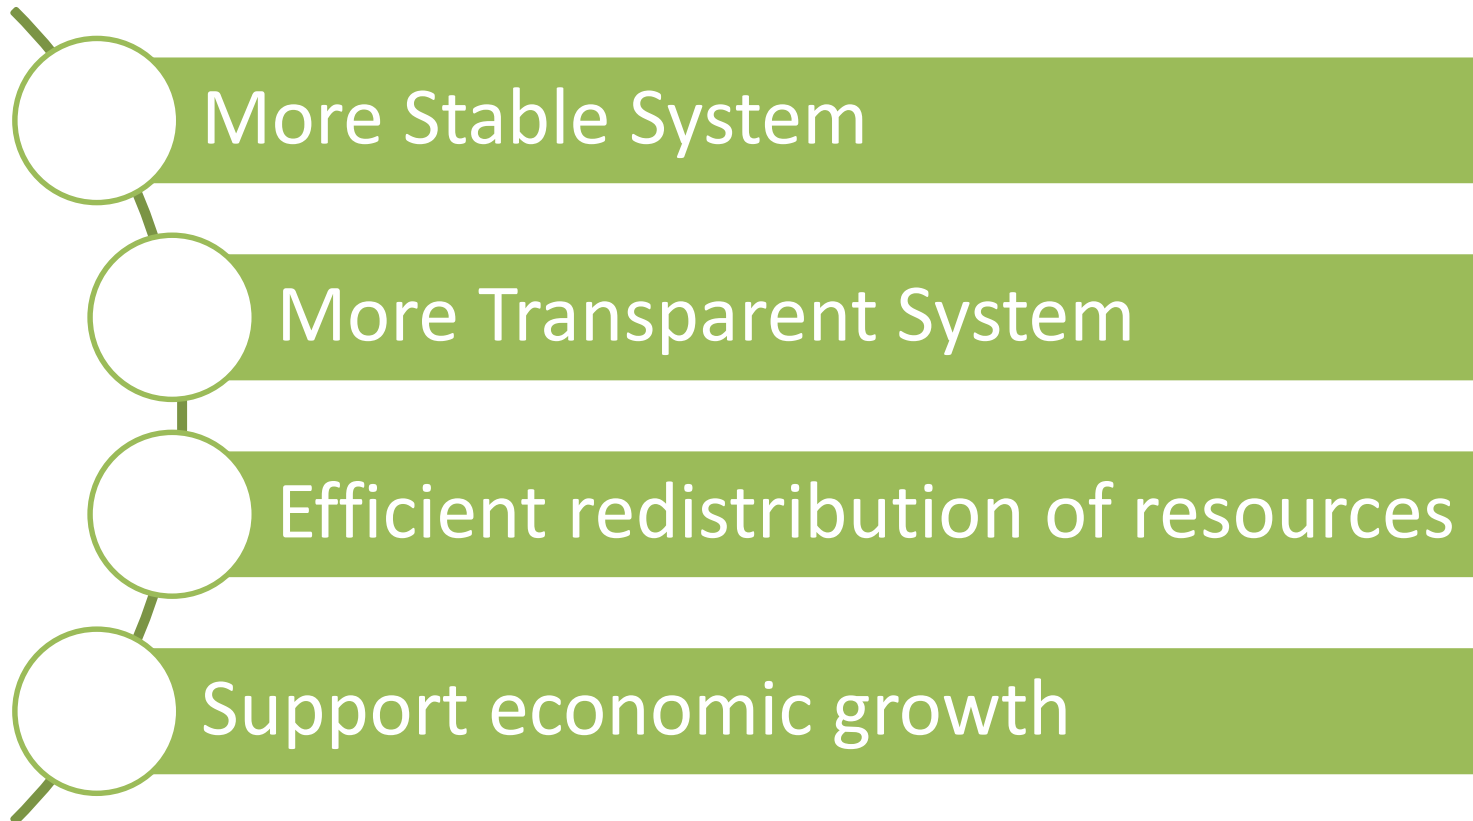 More Stable System
More Transparent System
Efficient redistribution of resources
Support economic growth